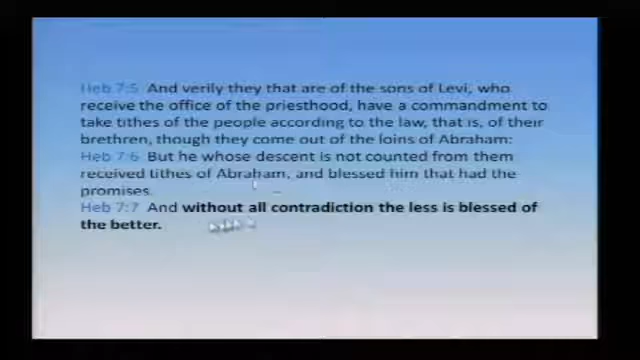 Heb 7:5 And verily they that are of the sons of Levi, who
receive the office of the priesthood, have a commandment to
take tithes of the people according to the law, that is, of their
brethren, though they come out of the loins of Abraham:
Heb 7:6 But he whose descent is not counted from them
received tithes of Abraham, and blessed him that had the
promises.
Heb 7:7 And without all contradiction the less is blessed of
the better.